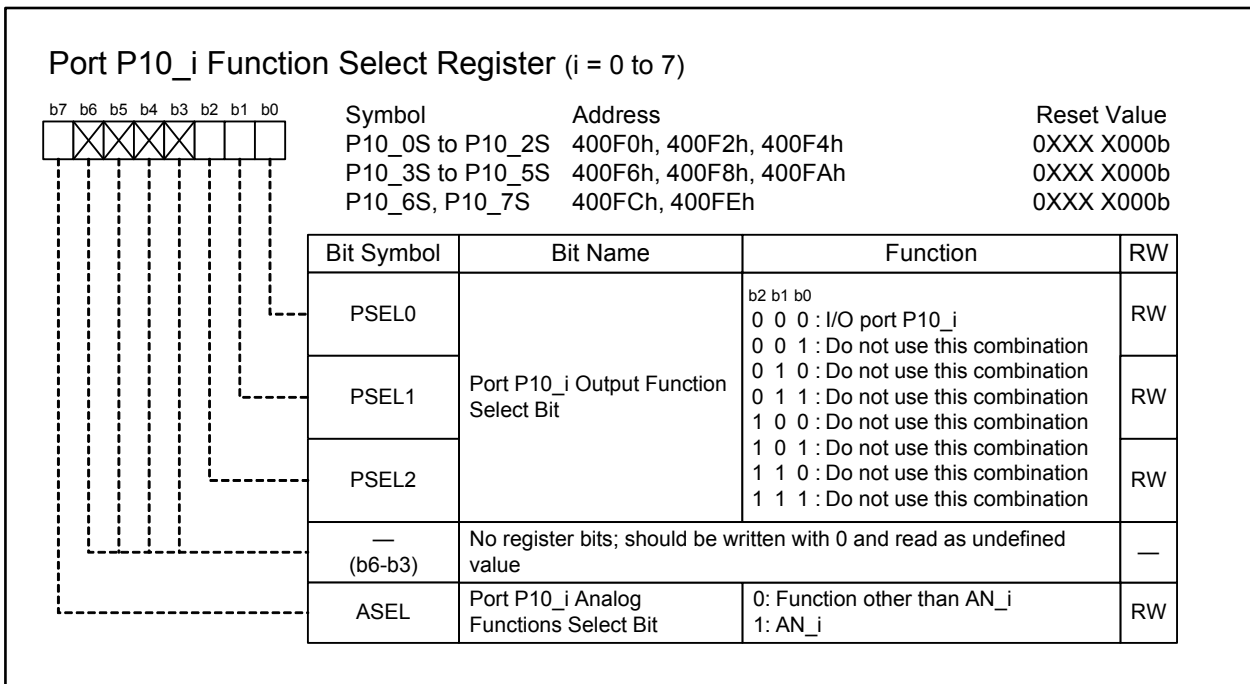 Port P10_i Function Select Register (i = 0 to 7)
b7 b6 b5 b4 b3 b2 b1 b0
Symbol Address Reset Value
P10_0S to P10_2S 400F0h, 400F2h, 400F4h 0XXX X000b
P10_3S to P10_5S 400F6h, 400F8h, 400FAh 0XXX X000b
P10_6S, P10_7S 400FCh, 400FEh 0XXX X000b
Bit Symbol Bit Name Function RW
PSEL0 RW
PSEL1 RW
PSEL2 RW
Port P10_i Output Function
Select Bit
b2 b1 b0
0 0 0 : I/O port P10_i
0 0 1 : Do not use this combination
0 1 0 : Do not use this combination
0 1 1 : Do not use this combination
1 0 0 : Do not use this combination
1 0 1 : Do not use this combination
1 1 0 : Do not use this combination
1 1 1 : Do not use this combination
—
(b6-b3)
No register bits; should be written with 0 and read as undefined
value
—
ASEL
Port P10_i Analog
Functions Select Bit
0: Function other than AN_i
1: AN_i
RW